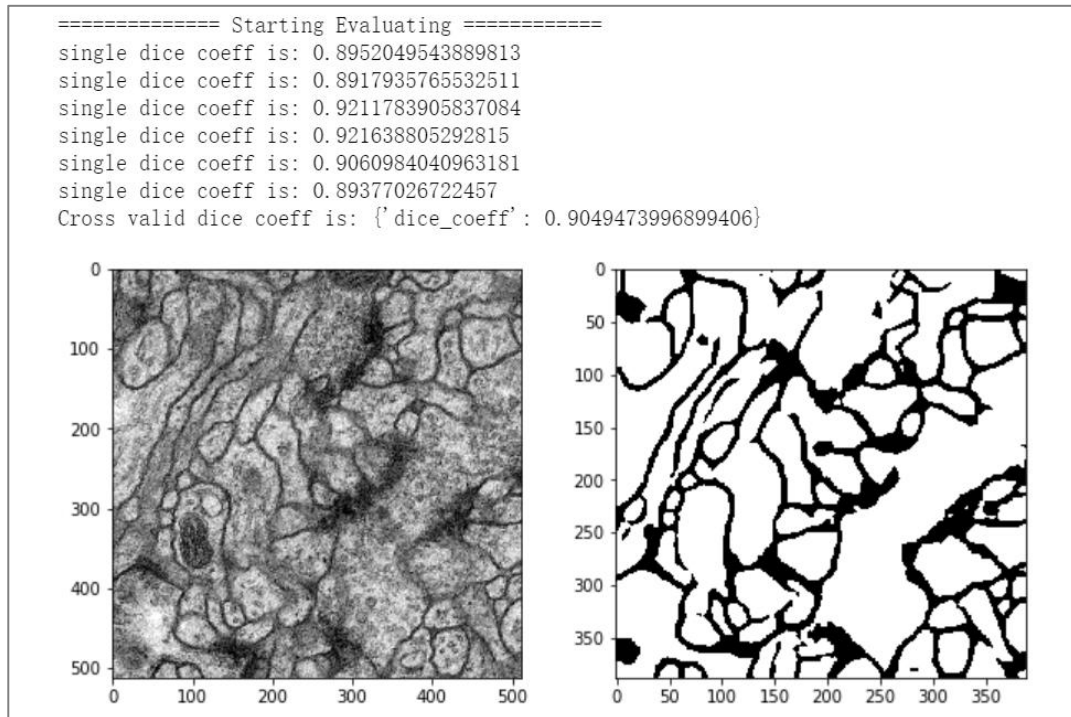 ============== Starting Evaluating ============
single dice coeff is: 0.8952049543889813
single dice coeff is: 0.8917935765532511
single dice coeff is: 0.9211783905837084
single dice coeff is: 0.921638805292815
single dice coeff is: 0.9060984040963181
single dice coeff is: 0.89377026722457
Cross valid dice coeff is: {'dice_coeff': 0.9049473996899406}
0
100
200
300
400
500
0 100 200 300 400 500
0
50
100
150
200
250
300
350
0 50 100 150 200 250 300 350